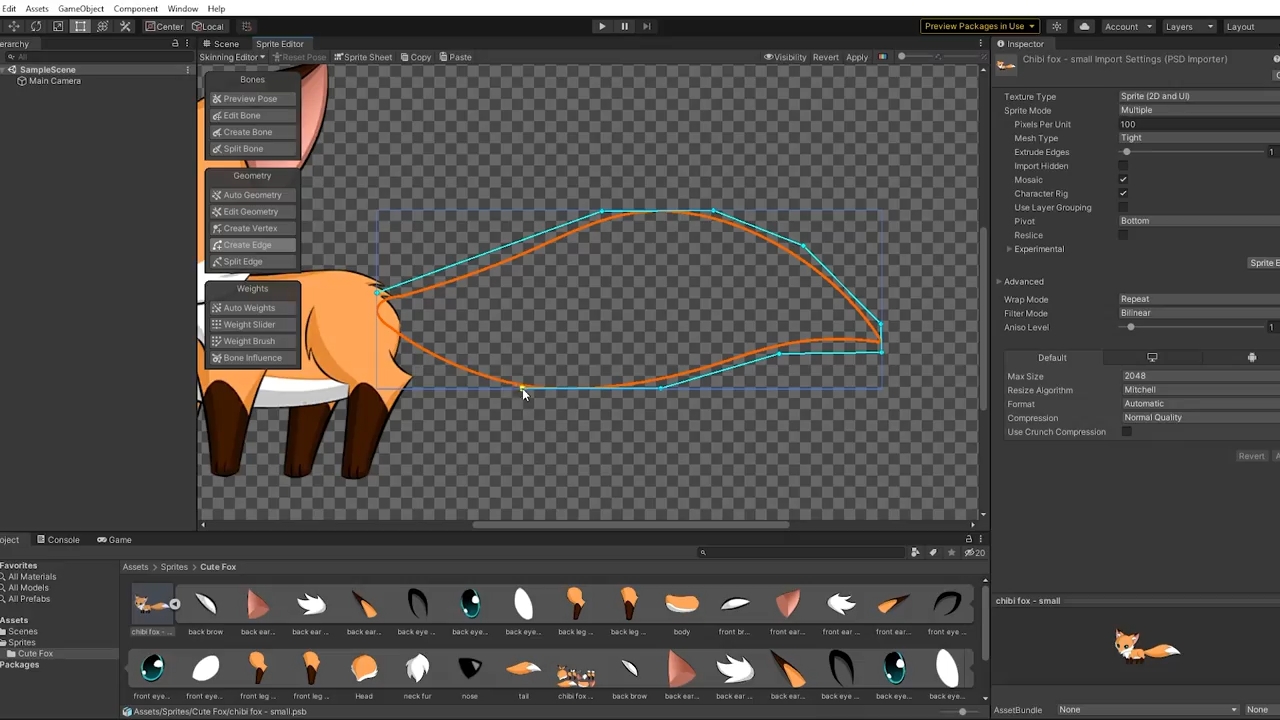 Edit Assets GameObject Component Window Help
Center Local
Preview Packages in Use
Account Layers Layout
erarchy
All
SampleScene
Main Camera
Scene Sprite Editor
Skinning Editor Reset Pose Sprite Sheet Copy Paste Visibility Revert Apply
Bones
Preview Pose
Edit Bone
Create Bone
Split Bone
Geometry
Auto Geometry
Edit Geometry
Create Vertex
Create Edge
Split Edge
Weights
Auto Weights
Weight Slider
Weight Brush
Bone Influence
Inspector
Chibi fox - small Import Settings (PSD Importer)
Texture Type Sprite (2D and UI)
Sprite Mode Multiple
Pixels Per Unit 100
Mesh Type Tight
Extrude Edges 1
Import Hidden
Mosaic
Character Rig
Use Layer Grouping
Pivot Bottom
Reslice
Experimental
Sprite E
Advanced
Wrap Mode Repeat
Filter Mode Bilinear
Aniso Level 1
Default
Max Size 2048
Resize Algorithm Mitchell
Format Automatic
Compression Normal Quality
Use Crunch Compression
Revert A
oject Console Game
20
Favorites
All Materials
All Models
All Prefabs
Assets
Scenes
Sprites
Cute Fox
Packages
Assets Sprites Cute Fox
chibi fox - ... back brow back ear... back ear ... back ear... back eye ... back eye... back eye... back leg ... back leg ... body front br... front ear... front ear ... front ear... front eye ...
front eye... front eye... front leg ... front leg ... Head neck fur nose tail chibi fox ... back brow back ear... back ear ... back ear... back eye ... back eye... back eye...
Assets/Sprites/Cute Fox/chibi fox - small.psb
chibi fox - small
AssetBundle None None